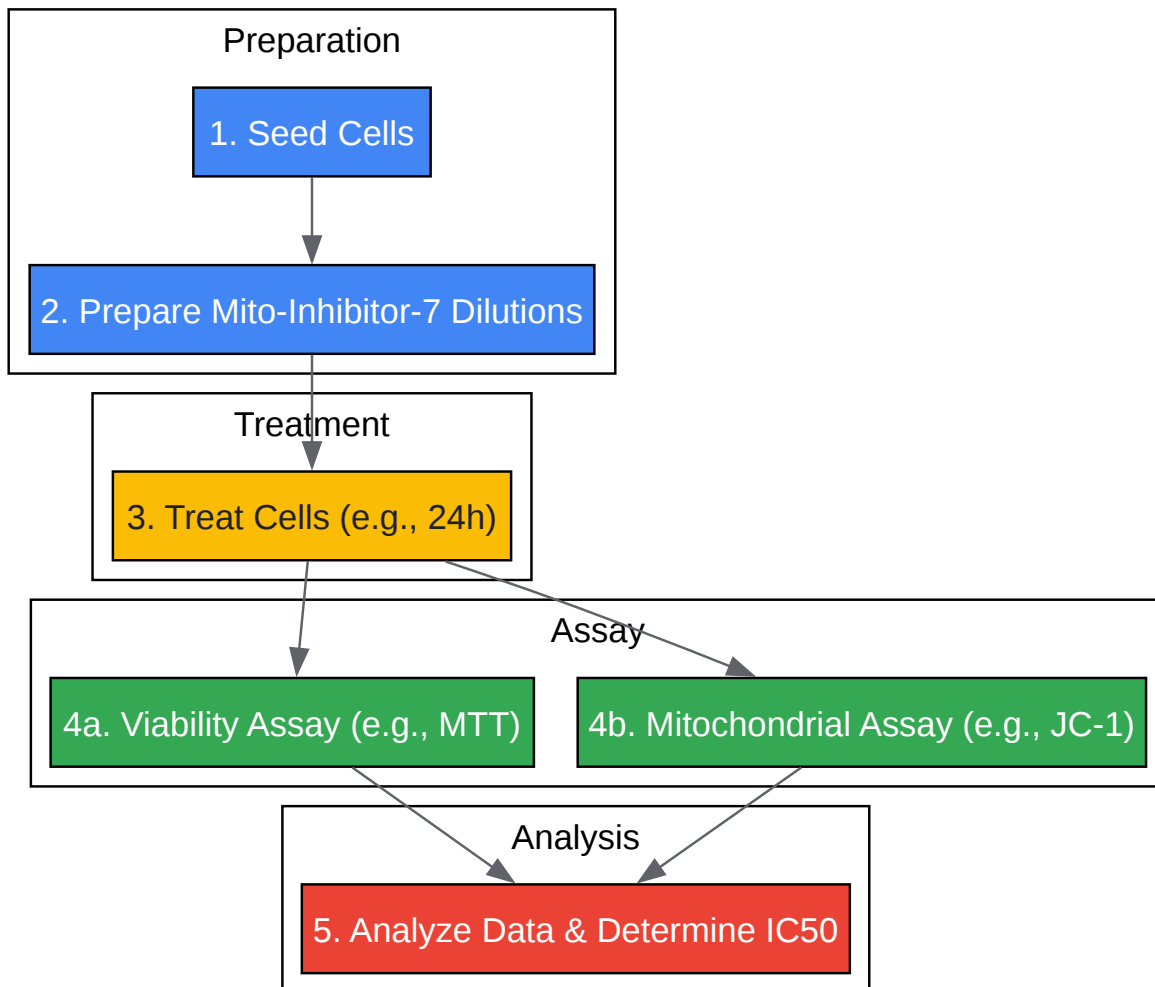 Preparation
1. Seed Cells
2. Prepare Mito-Inhibitor-7 Dilutions
Treatment
3. Treat Cells (e.g., 24h)
Assay
4a. Viability Assay (e.g., MTT)
4b. Mitochondrial Assay (e.g., JC-1)
Analysis
5. Analyze Data & Determine IC50